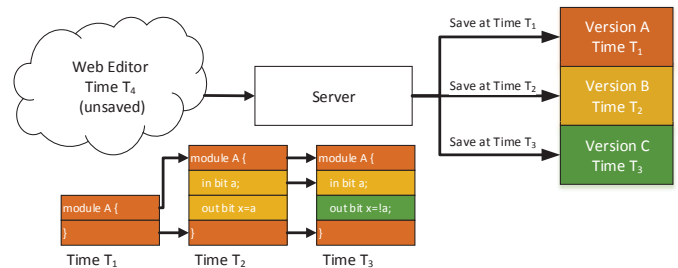 Web Editor
Time T4
(unsaved)
Server
Save at Time T1
Save at Time T2
Save at Time T3
Version A
Time T1
Version B
Time T2
Version C
Time T3
module A {
}
Time T1
module A {
in bit a;
out bit x=a
}
Time T2
module A {
in bit a;
out bit x=!a;
}
Time T3